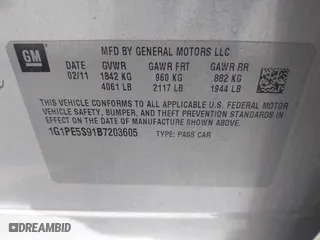 GM
MFD BY GENERAL MOTORS LLC
DATE GVWR GAWR FRT GAWR RR
02/11 1842 KG 960 KG 882 KG
4061 LB 2117 LB 1944 LB
THIS VEHICLE CONFORMS TO ALL APPLICABLE U.S. FEDERAL MOTOR
VEHICLE SAFETY, BUMPER, AND THEFT PREVENTION STANDARDS
IN EFFECT ON THE DATE OF MANUFACTURE SHOWN ABOVE.
1G1PE5S91B7203605 TYPE: PASS CAR
DEALERSHIP.COM